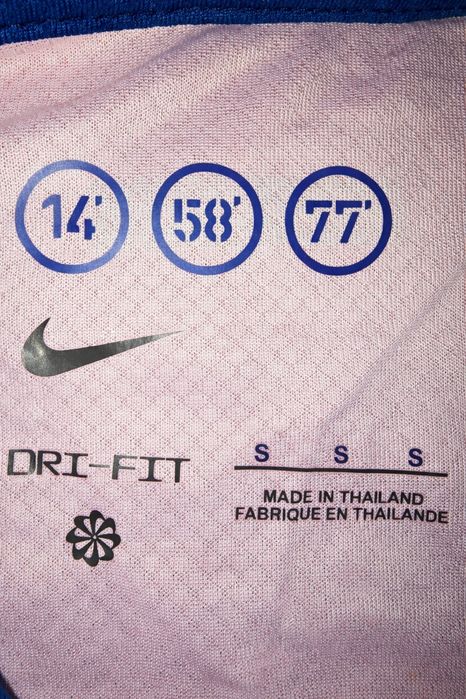 14' 58' 77'
DRI-FIT
S S S
MADE IN THAILAND
FABRIQUE EN THAILANDE